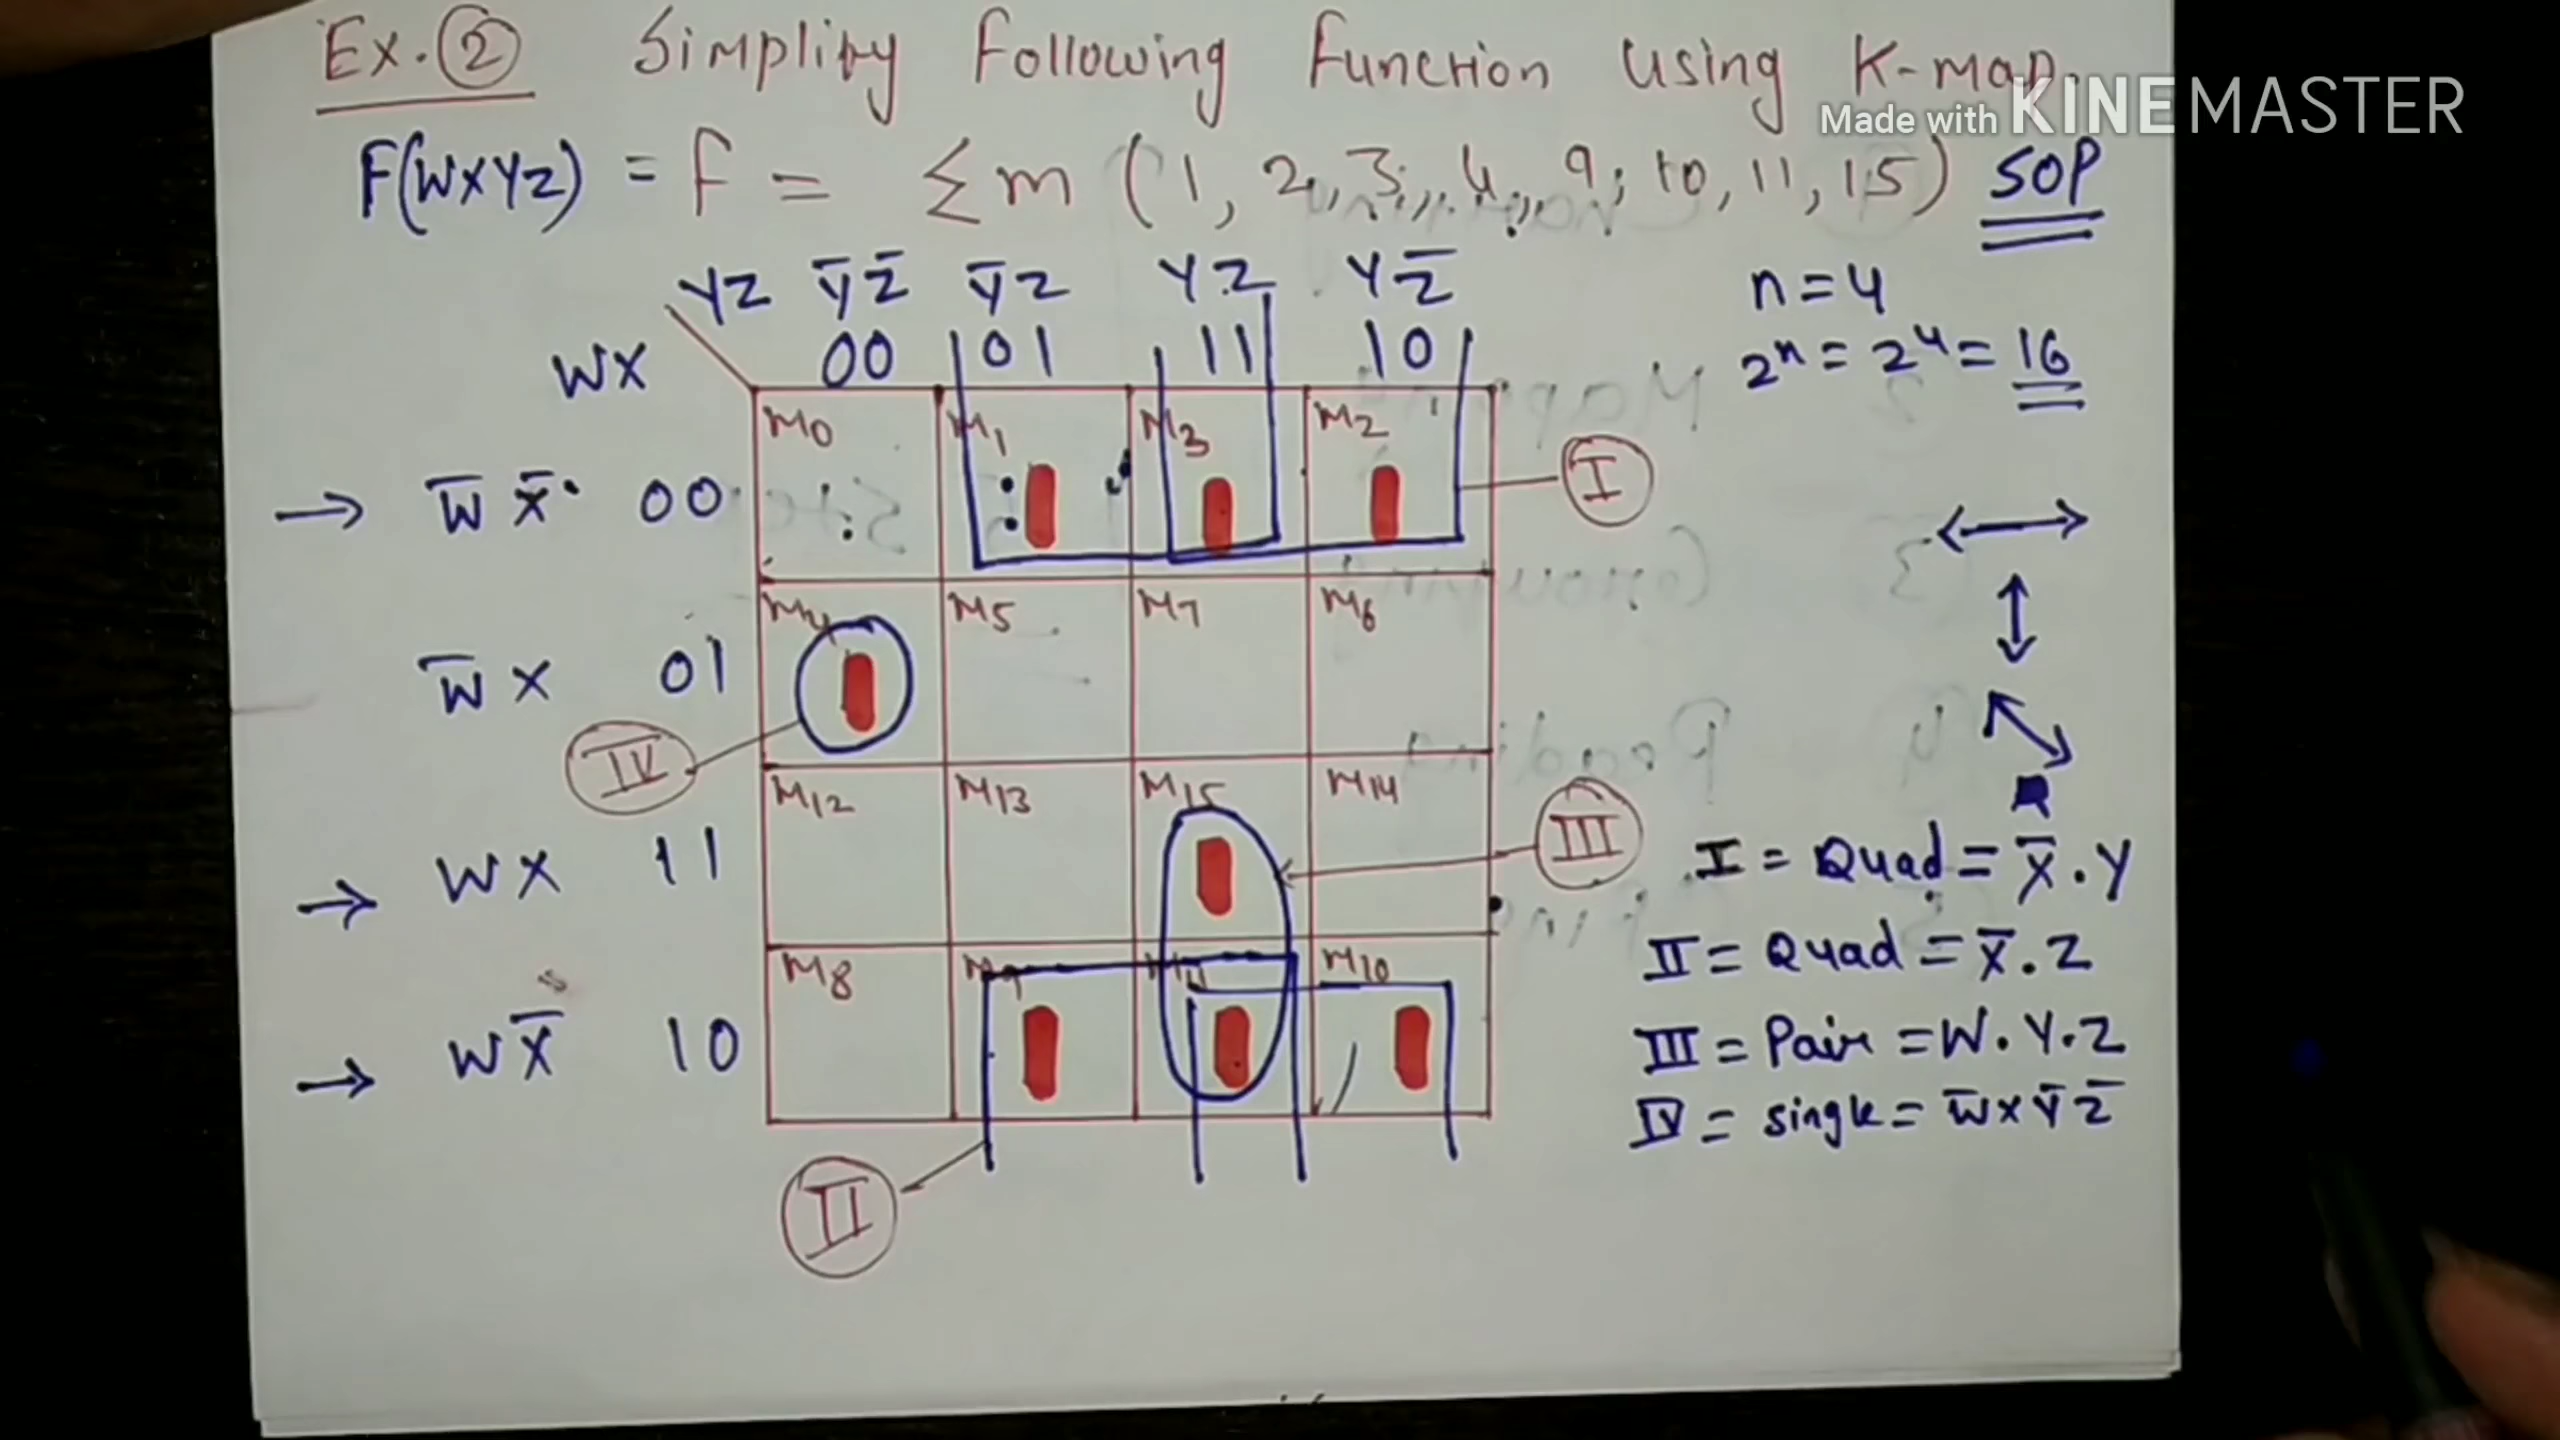 Ex. ② Simplify Following Function Using K-map.
Made with KINEMASTER
F(WXYZ) = f = Σm (1, 2, 3, 4, 9, 10, 11, 15) SOP
YZ Y̅Z̅ Y̅Z YZ YZ̅
WX 00 01 11 10
n = 4
2ⁿ = 2⁴ = 16
M0 M1 M3 M2
→ W̅ X̅ 00
I
M4 M5 M7 M6
W̅ X 01
IV
M12 M13 M15 M14
III
→ WX 11
M8 M9 M11 M10
→ WX̅ 10
II
I = Quad = X̅.Y
II = Quad = X̅.Z
III = Pair = W.Y.Z
IV = single = W̅XY̅Z̅